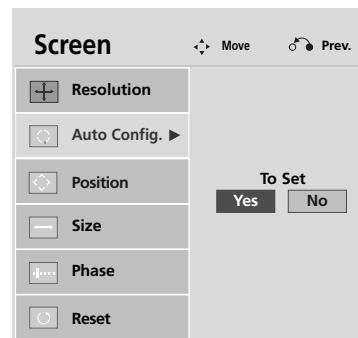 Screen Move Prev.
Resolution
Auto Config. ►
Position
Size
Phase
Reset
To Set
Yes No